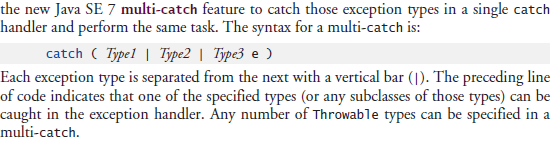 the new Java SE 7 multi-catch feature to catch those exception types in a single catch
handler and perform the same task. The syntax for a multi-catch is:
catch ( Type1 | Type2 | Type3 e )
Each exception type is separated from the next with a vertical bar (|). The preceding line
of code indicates that one of the specified types (or any subclasses of those types) can be
caught in the exception handler. Any number of Throwable types can be specified in a
multi-catch.